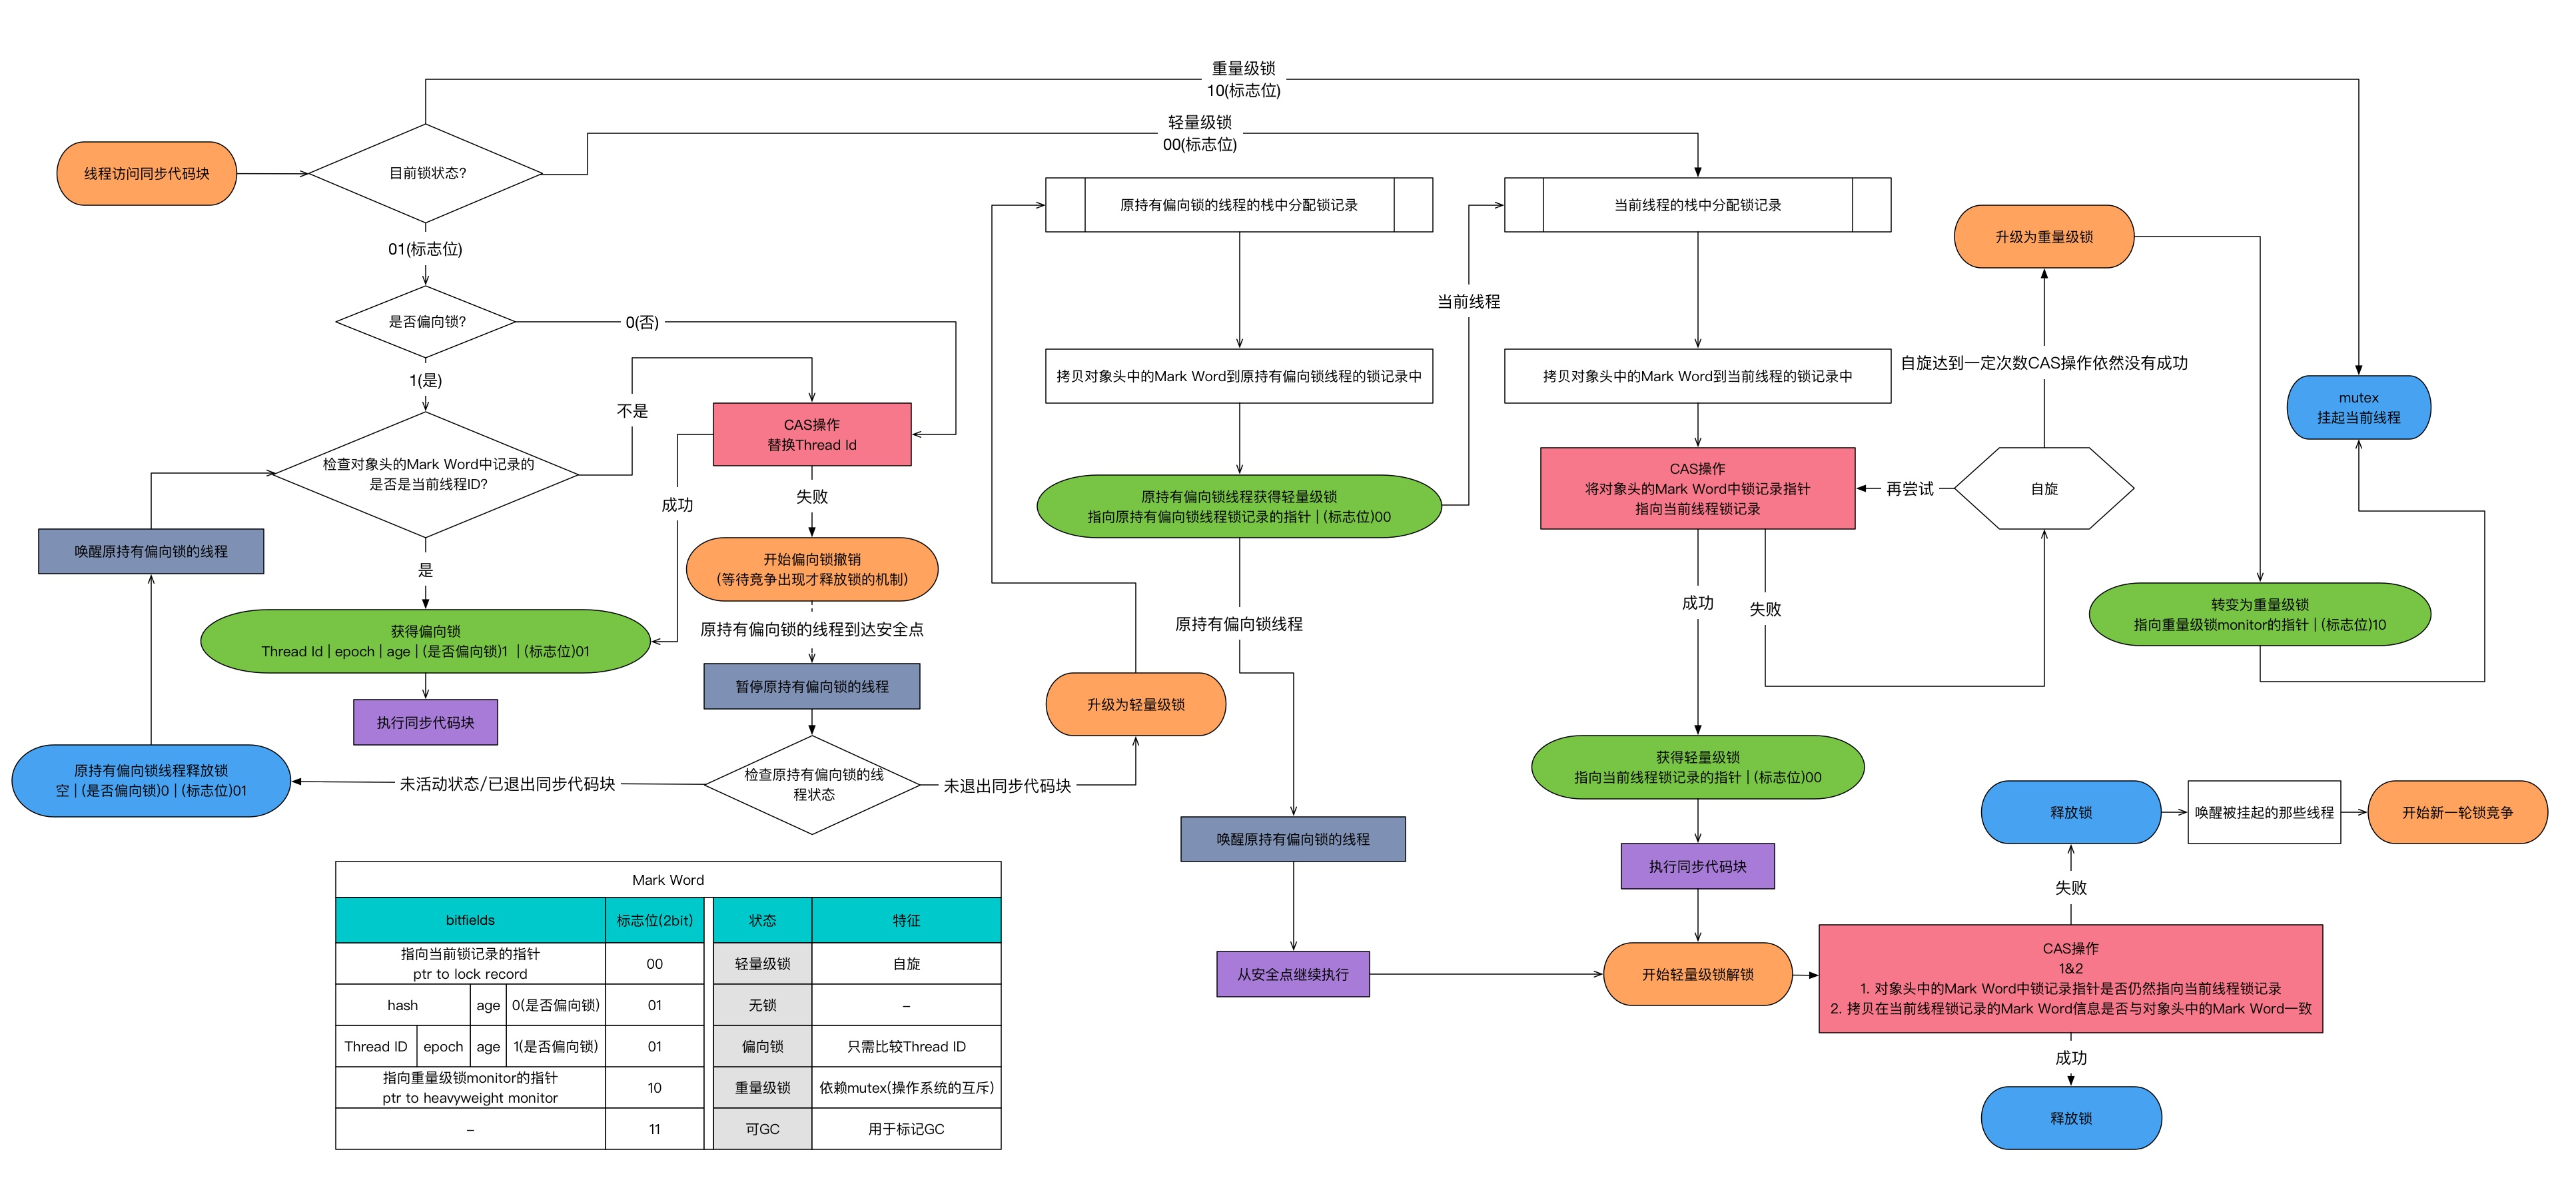 重量级锁
10(标志位)
轻量级锁
00(标志位)
线程访问同步代码块
目前锁状态?
原持有偏向锁的线程的栈中分配锁记录
当前线程的栈中分配锁记录
升级为重量级锁
01(标志位)
当前线程
是否偏向锁?
0(否)
自旋达到一定次数CAS操作依然没有成功
拷贝对象头中的Mark Word到原持有偏向锁线程的锁记录中
拷贝对象头中的Mark Word到当前线程的锁记录中
1(是)
不是
mutex
挂起当前线程
CAS操作
替换Thread Id
检查对象头的Mark Word中记录的
是否是当前线程ID?
CAS操作
将对象头的Mark Word中锁记录指针
指向当前线程锁记录
再尝试
自旋
成功
失败
原持有偏向锁线程获得轻量级锁
指向原持有偏向锁线程锁记录的指针 | (标志位)00
唤醒原持有偏向锁的线程
是
开始偏向锁撤销
(等待竞争出现才释放锁的机制)
成功
失败
转变为重量级锁
指向重量级锁monitor的指针 | (标志位)10
获得偏向锁
Thread Id | epoch | age | (是否偏向锁)1 | (标志位)01
原持有偏向锁的线程到达安全点
原持有偏向锁线程
暂停原持有偏向锁的线程
升级为轻量级锁
执行同步代码块
原持有偏向锁线程释放锁
空 | (是否偏向锁)0 | (标志位)01
未活动状态/已退出同步代码块
检查原持有偏向锁的线
程状态
未退出同步代码块
获得轻量级锁
指向当前线程锁记录的指针 | (标志位)00
释放锁
唤醒被挂起的那些线程
开始新一轮锁竞争
唤醒原持有偏向锁的线程
执行同步代码块
失败
从安全点继续执行
开始轻量级锁解锁
CAS操作
1&2
1. 对象头中的Mark Word中锁记录指针是否仍然指向当前线程锁记录
2. 拷贝在当前线程锁记录的Mark Word信息是否与对象头中的Mark Word一致
成功
释放锁
Mark Word
bitfields 标志位(2bit) 状态 特征
指向当前锁记录的指针
ptr to lock record
00 轻量级锁 自旋
hash age 0(是否偏向锁) 01 无锁 –
Thread ID epoch age 1(是否偏向锁) 01 偏向锁 只需比较Thread ID
指向重量级锁monitor的指针
ptr to heavyweight monitor
10 重量级锁 依赖mutex(操作系统的互斥)
– 11 可GC 用于标记GC